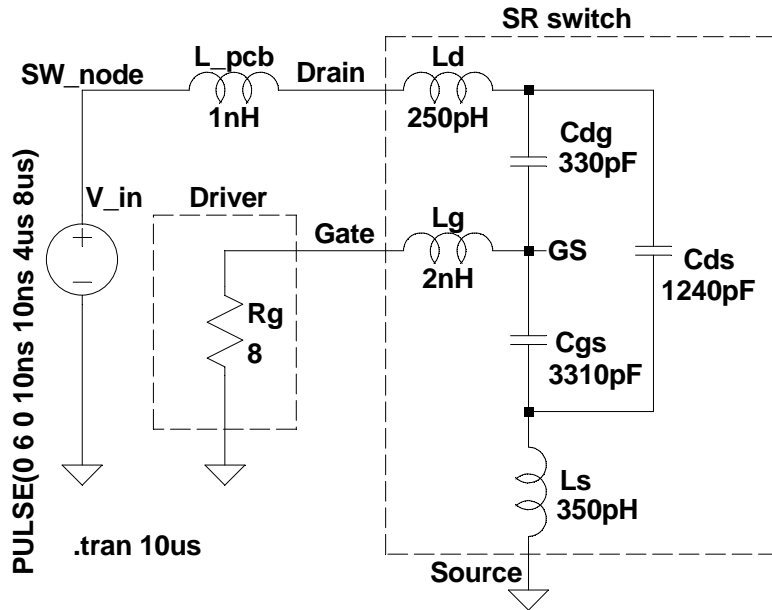 SR switch
L_pcb
1nH
SW_node
Drain
Ld
250pH
Cdg
330pF
PULSE(0 6 0 10ns 10ns 4us 8us)
V_in
Driver
Gate
Lg
2nH
GS
Cds
1240pF
Rg
8
Cgs
3310pF
Ls
350pH
.tran 10us
Source